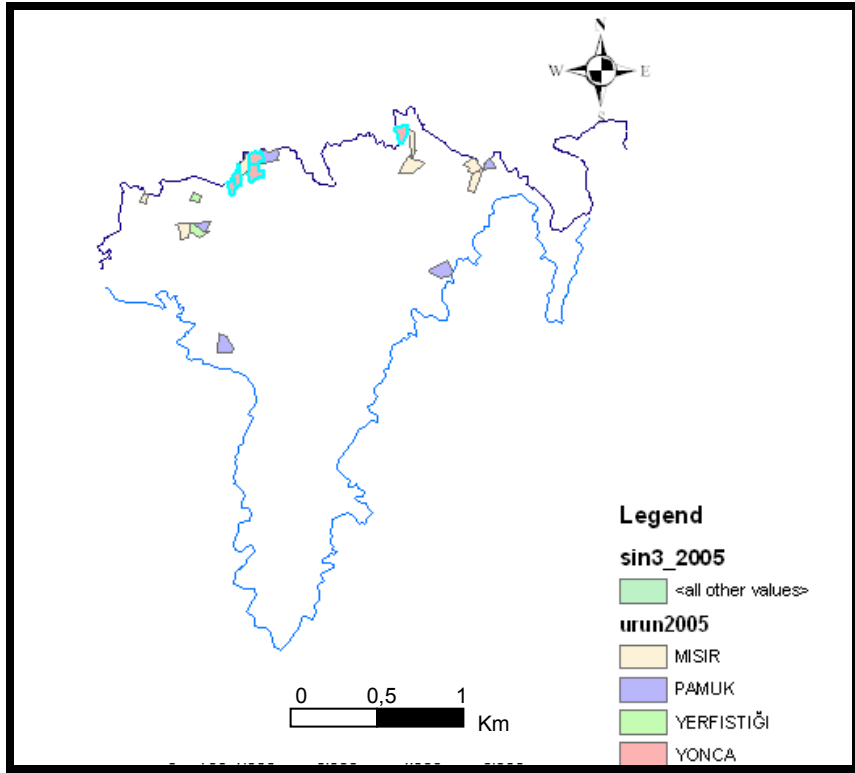 N
W E
S
Legend
sin3_2005
<all other values>
urun2005
MISIR
PAMUK
YERFISTIĞI
YONCA
0 0,5 1
Km